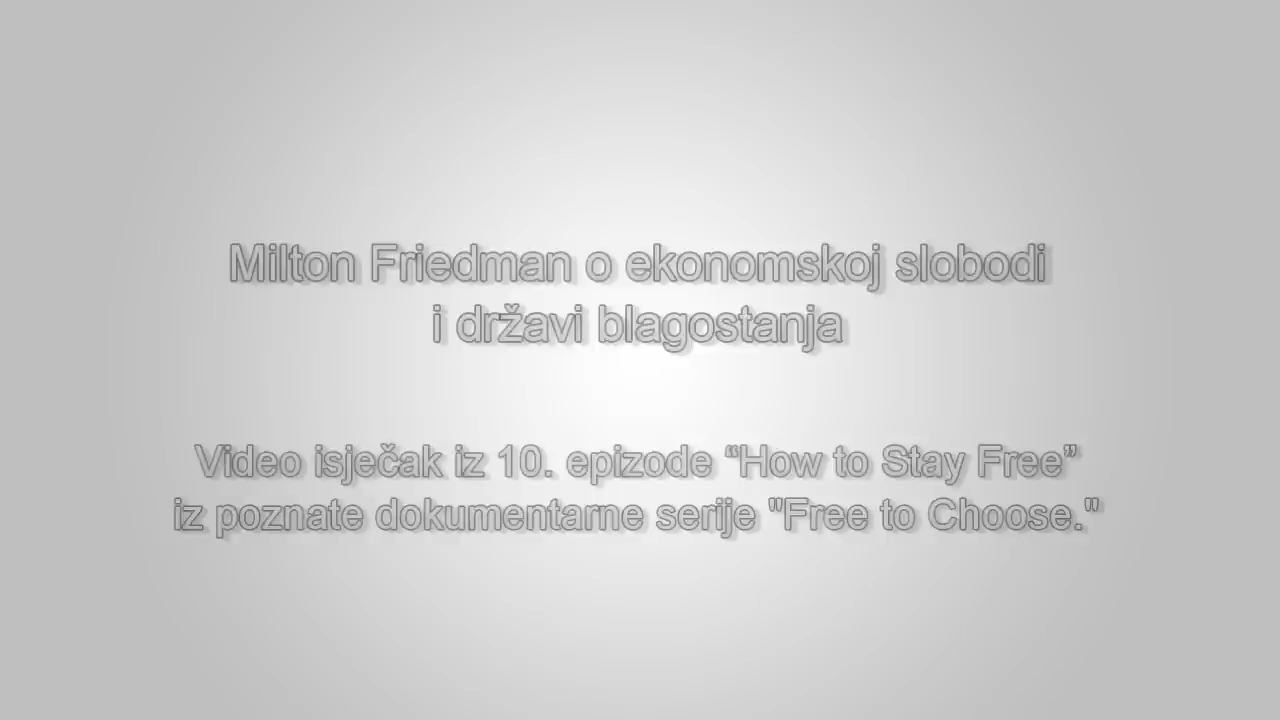 Milton Friedman o ekonomskoj slobodi
i državi blagostanja
Video isječak iz 10. epizode “How to Stay Free”
iz poznate dokumentarne serije "Free to Choose."